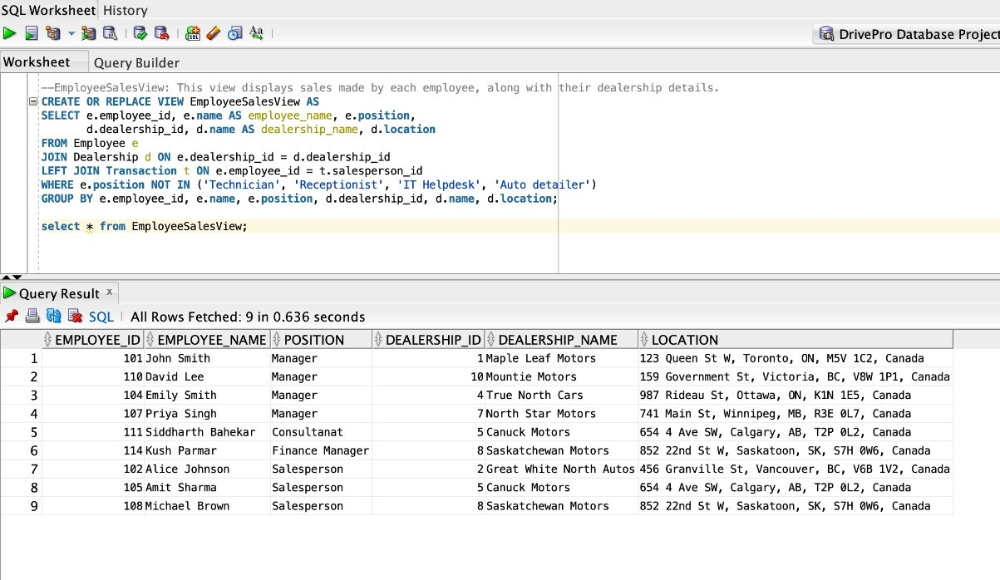 SQL Worksheet History
DrivePro Database Project
Worksheet Query Builder
--EmployeeSalesView: This view displays sales made by each employee, along with their dealership details.
CREATE OR REPLACE VIEW EmployeeSalesView AS
SELECT e.employee_id, e.name AS employee_name, e.position,
d.dealership_id, d.name AS dealership_name, d.location
FROM Employee e
JOIN Dealership d ON e.dealership_id = d.dealership_id
LEFT JOIN Transaction t ON e.employee_id = t.salesperson_id
WHERE e.position NOT IN ('Technician', 'Receptionist', 'IT Helpdesk', 'Auto detailer')
GROUP BY e.employee_id, e.name, e.position, d.dealership_id, d.name, d.location;
select * from EmployeeSalesView;
Query Result x
SQL All Rows Fetched: 9 in 0.636 seconds
EMPLOYEE_ID EMPLOYEE_NAME POSITION DEALERSHIP_ID DEALERSHIP_NAME LOCATION
1 101 John Smith Manager 1 Maple Leaf Motors 123 Queen St W, Toronto, ON, M5V 1C2, Canada
2 110 David Lee Manager 10 Mountie Motors 159 Government St, Victoria, BC, V8W 1P1, Canada
3 104 Emily Smith Manager 4 True North Cars 987 Rideau St, Ottawa, ON, K1N 1E5, Canada
4 107 Priya Singh Manager 7 North Star Motors 741 Main St, Winnipeg, MB, R3E 0L7, Canada
5 111 Siddharth Bahekar Consultanat 5 Canuck Motors 654 4 Ave SW, Calgary, AB, T2P 0L2, Canada
6 114 Kush Parmar Finance Manager 8 Saskatchewan Motors 852 22nd St W, Saskatoon, SK, S7H 0W6, Canada
7 102 Alice Johnson Salesperson 2 Great White North Autos 456 Granville St, Vancouver, BC, V6B 1V2, Canada
8 105 Amit Sharma Salesperson 5 Canuck Motors 654 4 Ave SW, Calgary, AB, T2P 0L2, Canada
9 108 Michael Brown Salesperson 8 Saskatchewan Motors 852 22nd St W, Saskatoon, SK, S7H 0W6, Canada